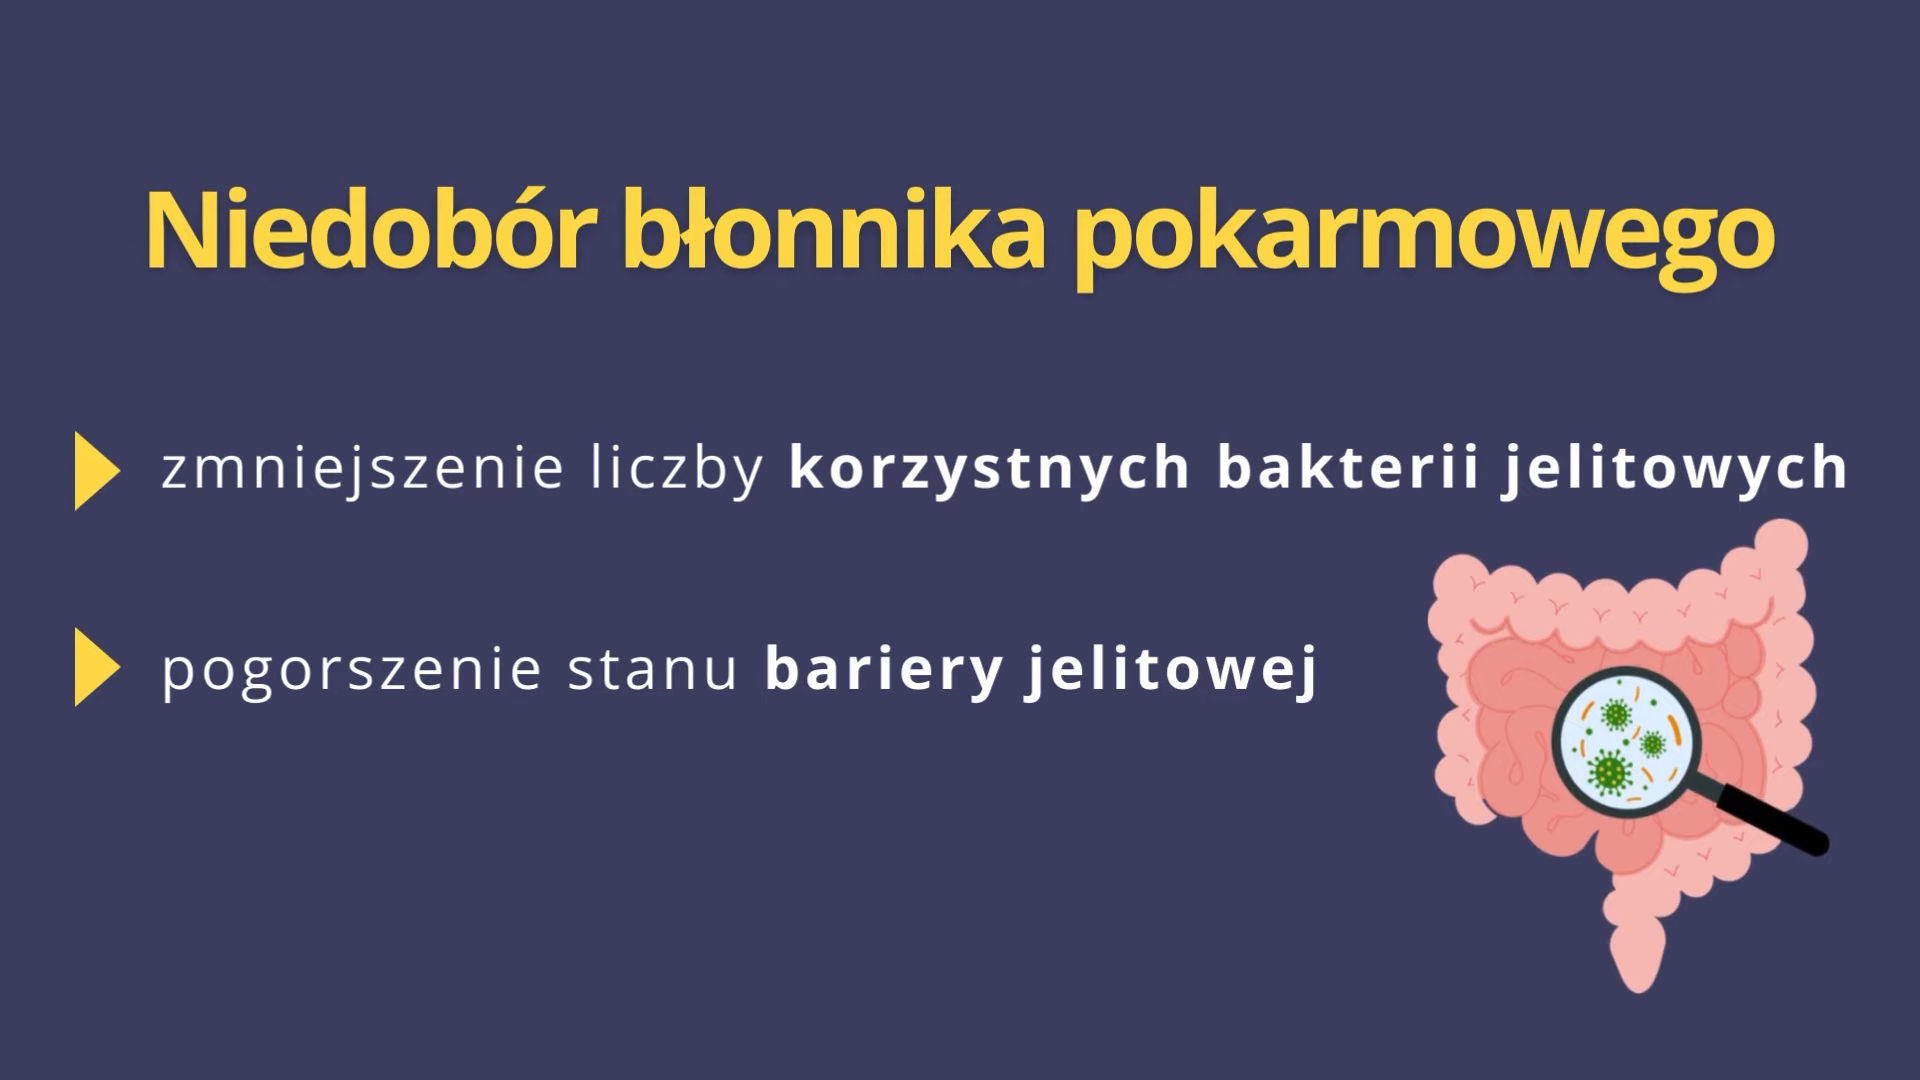 Niedobór błonnika pokarmowego
zmniejszenie liczby korzystnych bakterii jelitowych
pogorszenie stanu bariery jelitowej